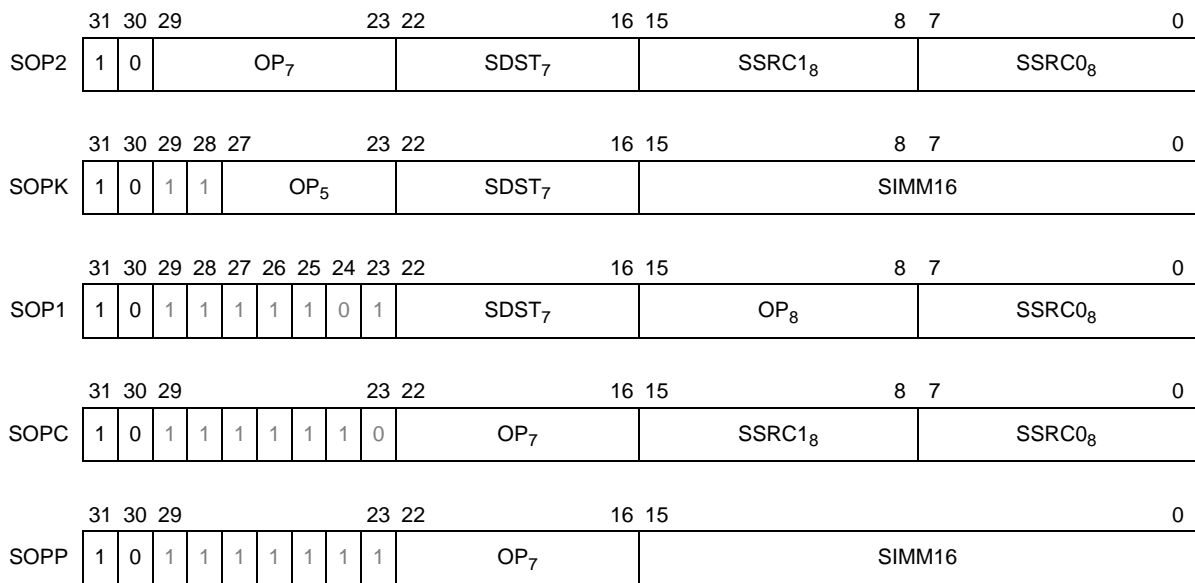 31 30 29 23 22 16 15 8 7 0
SOP2 1 0 OP7 SDST7 SSRC18 SSRC08
31 30 29 28 27 23 22 16 15 8 7 0
SOPK 1 0 1 1 OP5 SDST7 SIMM16
31 30 29 28 27 26 25 24 23 22 16 15 8 7 0
SOP1 1 0 1 1 1 1 1 0 1 SDST7 OP8 SSRC08
31 30 29 23 22 16 15 8 7 0
SOPC 1 0 1 1 1 1 1 1 0 OP7 SSRC18 SSRC08
31 30 29 23 22 16 15 0
SOPP 1 0 1 1 1 1 1 1 1 OP7 SIMM16